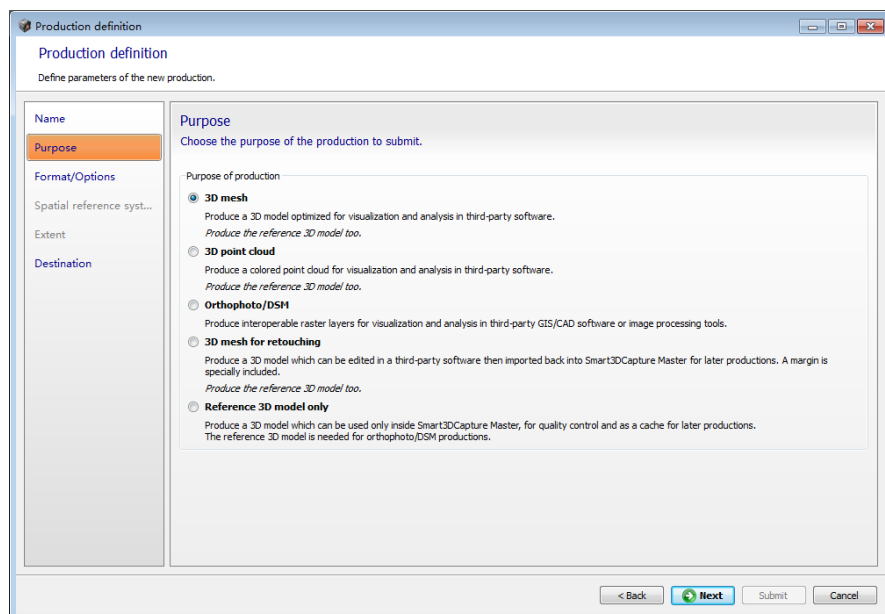 Production definition
Production definition
Define parameters of the new production.
Name
Purpose
Format/Options
Spatial reference syst...
Extent
Destination
Purpose
Choose the purpose of the production to submit.
Purpose of production
3D mesh
Produce a 3D model optimized for visualization and analysis in third-party software.
Produce the reference 3D model too.
3D point cloud
Produce a colored point cloud for visualization and analysis in third-party software.
Produce the reference 3D model too.
Orthophoto/DSM
Produce interoperable raster layers for visualization and analysis in third-party GIS/CAD software or image processing tools.
3D mesh for retouching
Produce a 3D model which can be edited in a third-party software then imported back into Smart3DCapture Master for later productions. A margin is
specially included.
Produce the reference 3D model too.
Reference 3D model only
Produce a 3D model which can be used only inside Smart3DCapture Master, for quality control and as a cache for later productions.
The reference 3D model is needed for orthophoto/DSM productions.
< Back
Next
Submit
Cancel